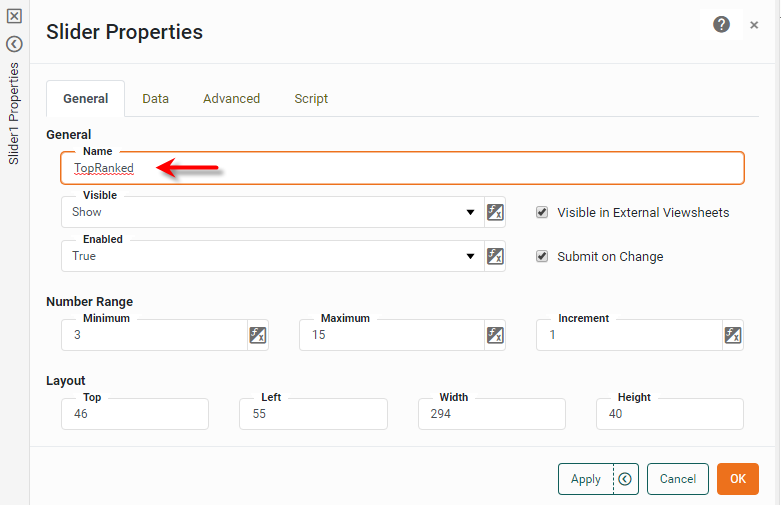 Slider Properties
Slider1 Properties
General Data Advanced Script
General
Name
TopRanked
Visible
Show
Visible in External Viewsheets
Enabled
True
Submit on Change
Number Range
Minimum Maximum Increment
3 15 1
Layout
Top Left Width Height
46 55 294 40
Apply Cancel OK